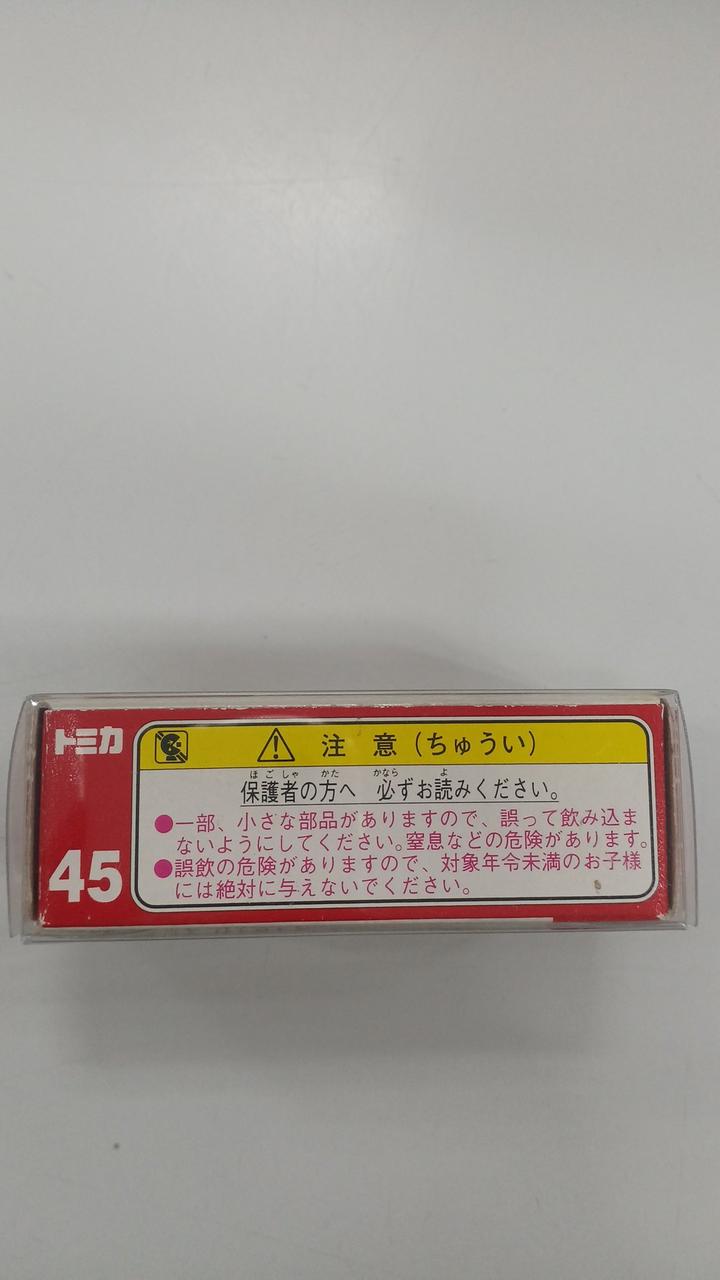 トミカ
45
注意(ちゅうい)
ほごしゃ かた かなら よ
保護者の方へ 必ずお読みください。
●一部、小さな部品がありますので、誤って飲み込ま
ないようにしてください。窒息などの危険があります。
●誤飲の危険がありますので、対象年令未満のお子様
には絶対に与えないでください。